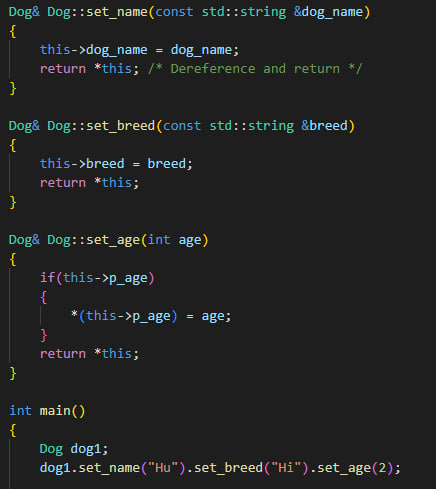 Dog& Dog::set_name(const std::string &dog_name)
{
    this->dog_name = dog_name;
    return *this; /* Dereference and return */
}
Dog& Dog::set_breed(const std::string &breed)
{
    this->breed = breed;
    return *this;
}
Dog& Dog::set_age(int age)
{
    if(this->p_age)
    {
        *(this->p_age) = age;
    }
    return *this;
}
int main()
{
    Dog dog1;
    dog1.set_name("Hu").set_breed("Hi").set_age(2);